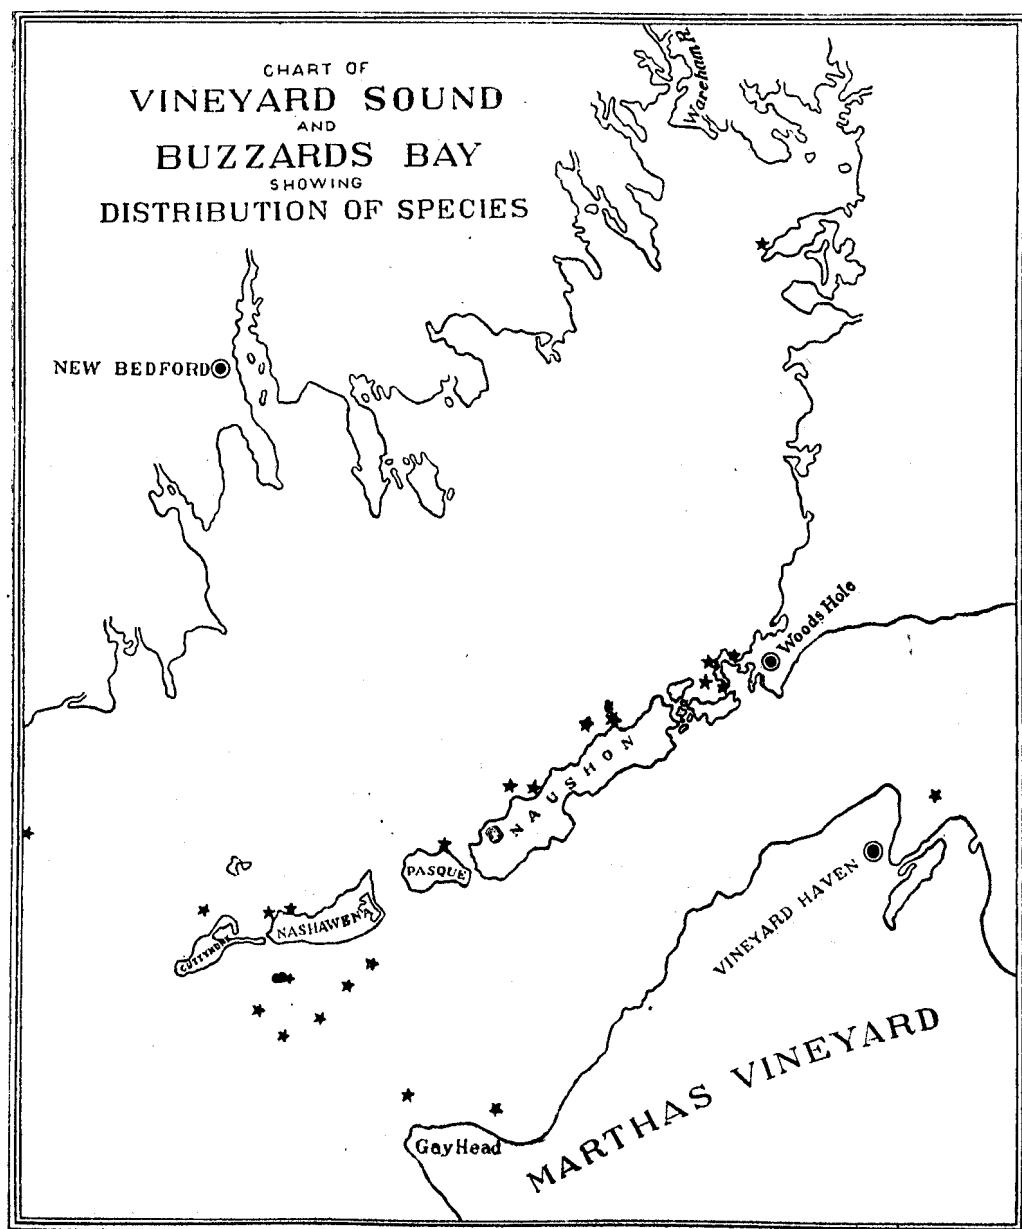 CHART OF
VINEYARD SOUND
AND
BUZZARDS BAY
SHOWING
DISTRIBUTION OF SPECIES
Wareham R.
NEW BEDFORD
Woods Hole
NAUSHON
PASQUE
NASHAWENA
CUTTYHUNK
VINEYARD HAVEN
MARTHAS VINEYARD
Gay Head